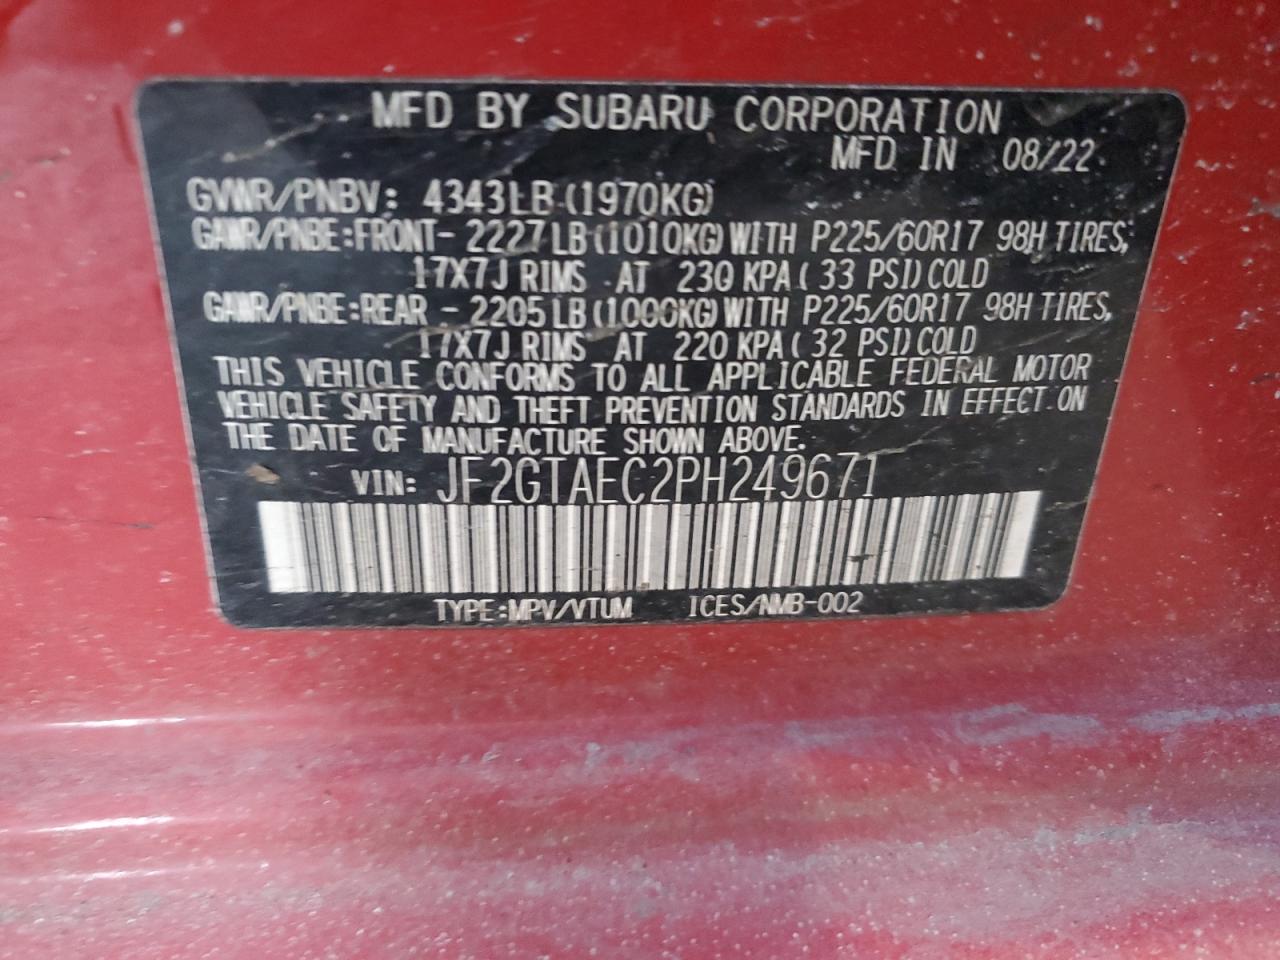 MFD BY SUBARU CORPORATION
MFD IN 08/22
GVWR/PNBV: 4343LB (1970KG)
GAWR/PNBE:FRONT- 2227LB(1010KG)WITH P225/60R17 98H TIRES,
17X7J RIMS AT 230 KPA( 33 PSI)COLD
GAWR/PNBE:REAR - 2205LB(1000KG)WITH P225/60R17 98H TIRES,
17X7J RIMS AT 220 KPA( 32 PSI)COLD
THIS VEHICLE CONFORMS TO ALL APPLICABLE FEDERAL MOTOR
VEHICLE SAFETY AND THEFT PREVENTION STANDARDS IN EFFECT ON
THE DATE OF MANUFACTURE SHOWN ABOVE.
VIN: JF2GTAEC2PH249671
TYPE:MPV/VTUM ICES/NMB-002